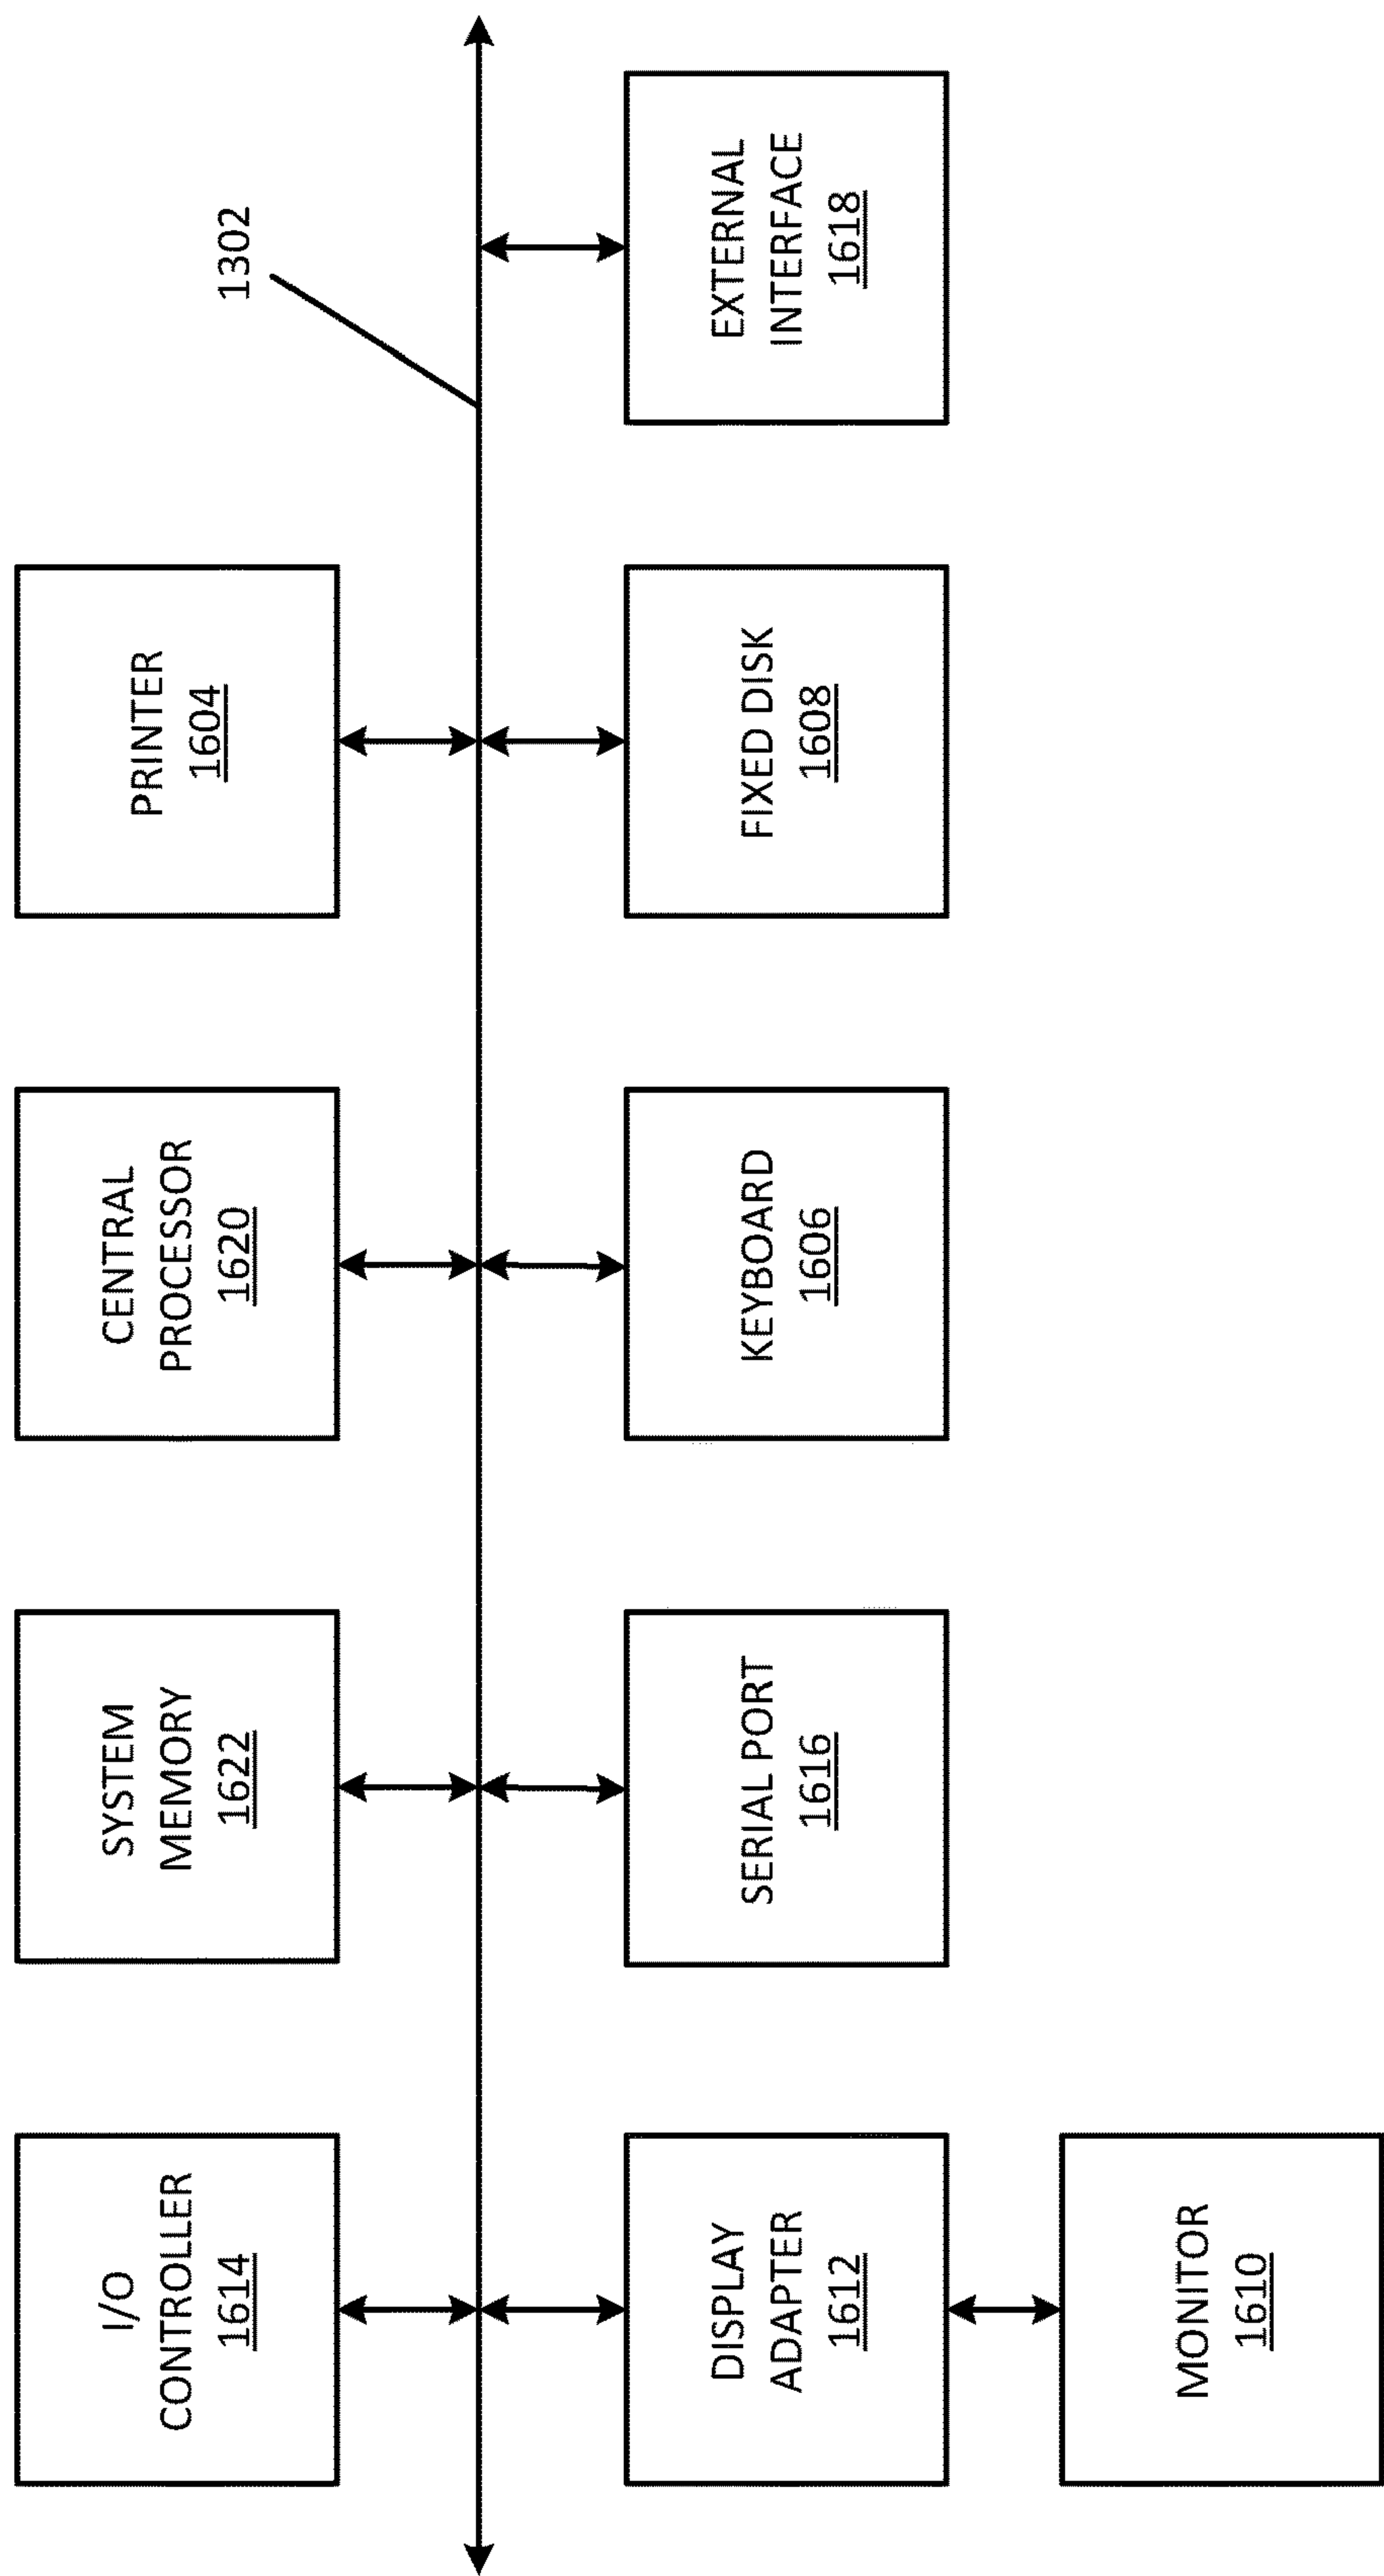 I/O
CONTROLLER
1614
SYSTEM
MEMORY
1622
CENTRAL
PROCESSOR
1620
PRINTER
1604
1302
DISPLAY
ADAPTER
1612
SERIAL PORT
1616
KEYBOARD
1606
FIXED DISK
1608
EXTERNAL
INTERFACE
1618
MONITOR
1610